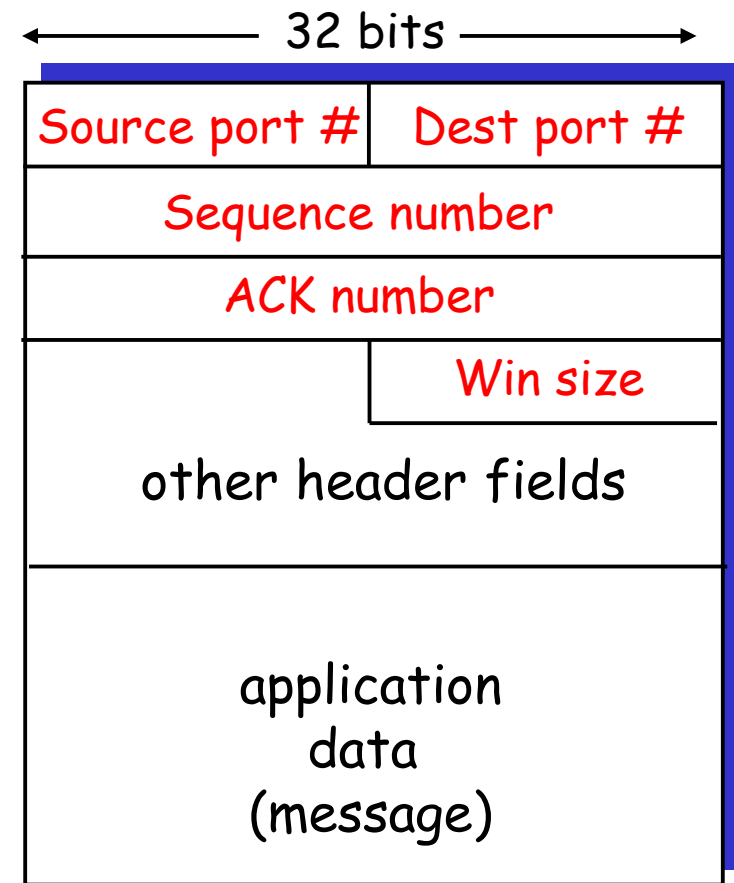 32 bits
Source port # Dest port #
Sequence number
ACK number
Win size
other header fields
application
data
(message)